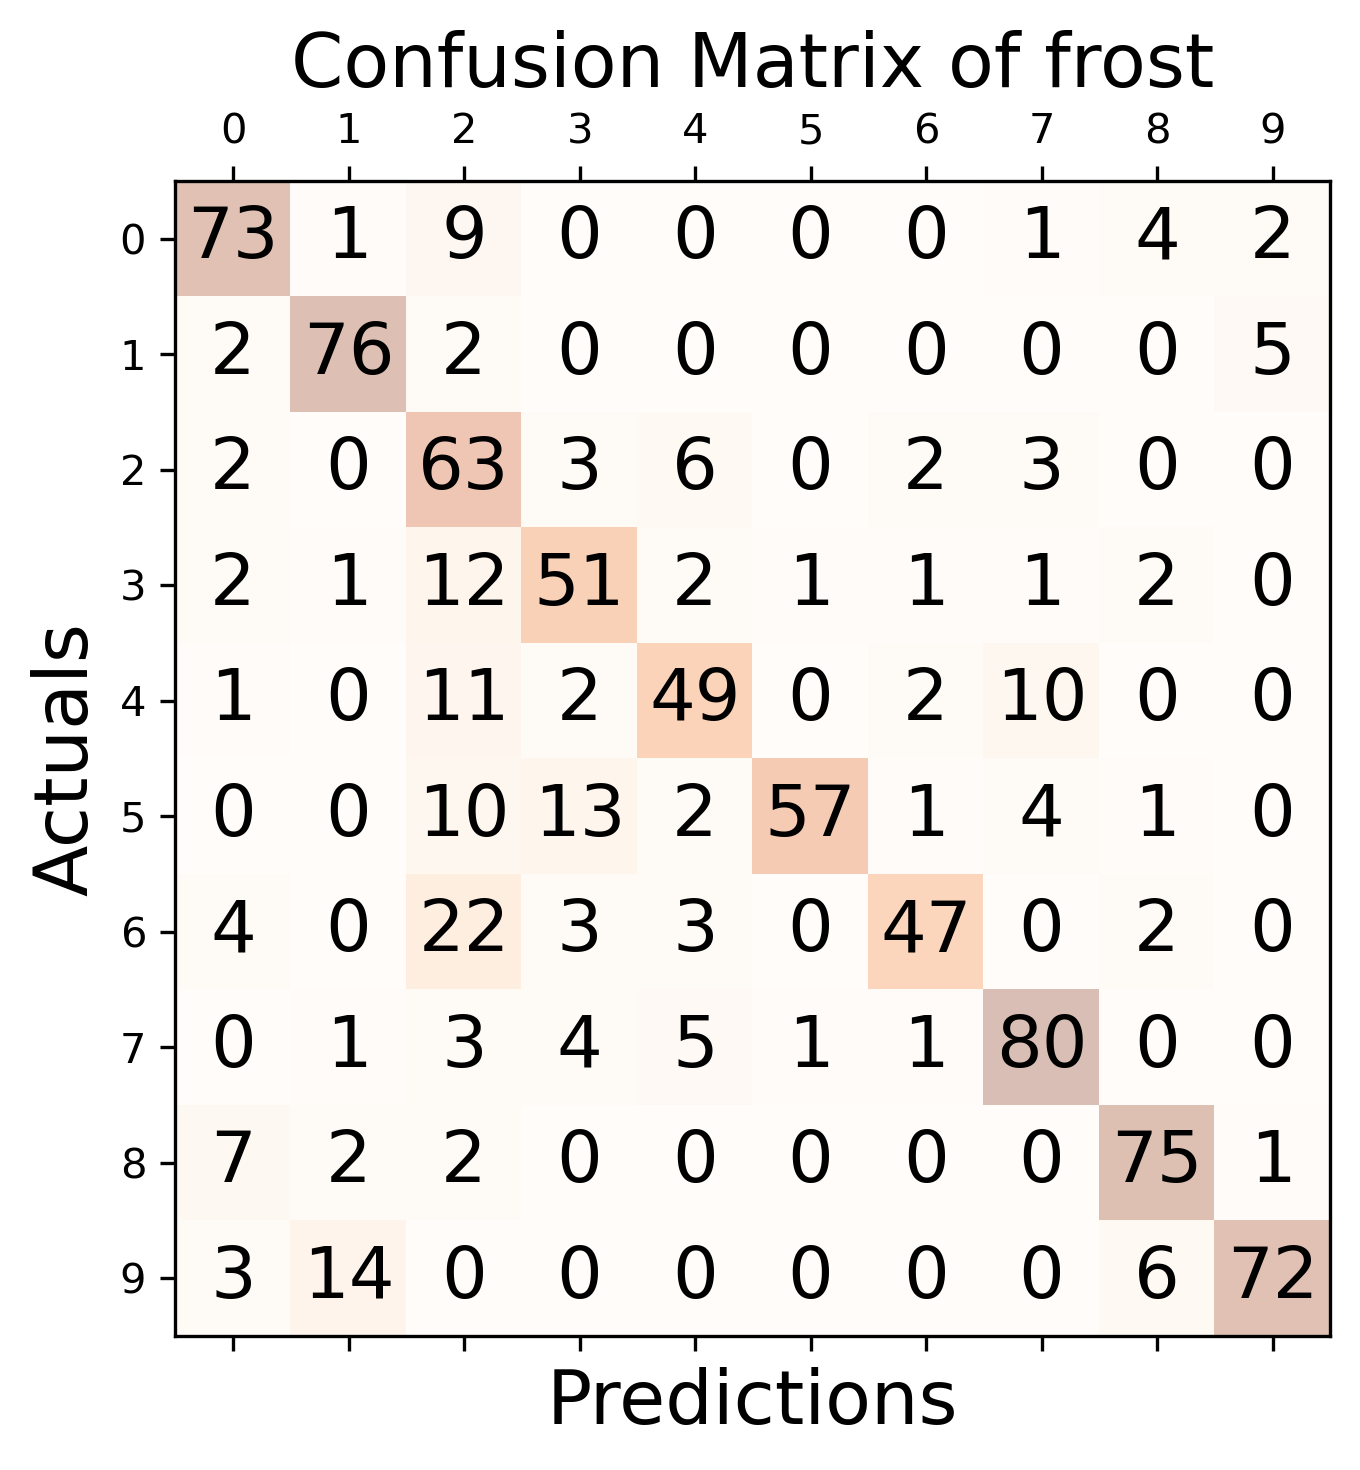 Confusion Matrix of frost
0 1 2 3 4 5 6 7 8 9
0 73 1 9 0 0 0 0 1 4 2
1 2 76 2 0 0 0 0 0 0 5
2 2 0 63 3 6 0 2 3 0 0
3 2 1 12 51 2 1 1 1 2 0
4 1 0 11 2 49 0 2 10 0 0
5 0 0 10 13 2 57 1 4 1 0
6 4 0 22 3 3 0 47 0 2 0
7 0 1 3 4 5 1 1 80 0 0
8 7 2 2 0 0 0 0 0 75 1
9 3 14 0 0 0 0 0 0 6 72
Actuals
Predictions